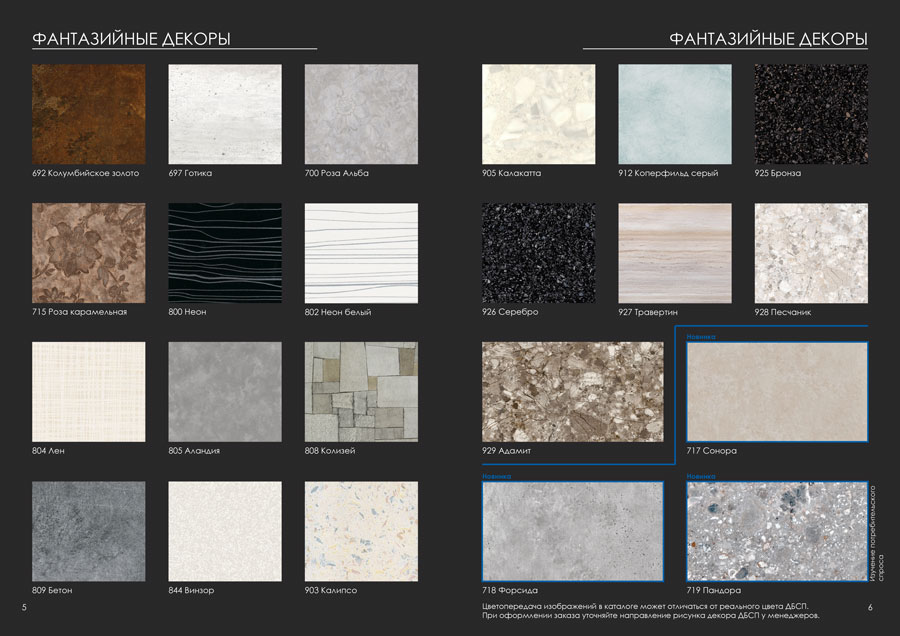 ФАНТАЗИЙНЫЕ ДЕКОРЫ
692 Колумбийское золото
697 Готика
700 Роза Альба
715 Роза карамельная
800 Неон
802 Неон белый
804 Лен
805 Аландия
808 Колизей
809 Бетон
844 Винзор
903 Калипсо
5
ФАНТАЗИЙНЫЕ ДЕКОРЫ
905 Калакатта
912 Коперфильд серый
925 Бронза
926 Серебро
927 Травертин
928 Песчаник
Новинка
929 Адамит
717 Сонора
Новинка
Новинка
718 Форсида
719 Пандора
Изучение потребительского
спроса
Цветопередача изображений в каталоге может отличаться от реального цвета ДБСП.
При оформлении заказа уточняйте направление рисунка декора ДБСП у менеджеров.
6